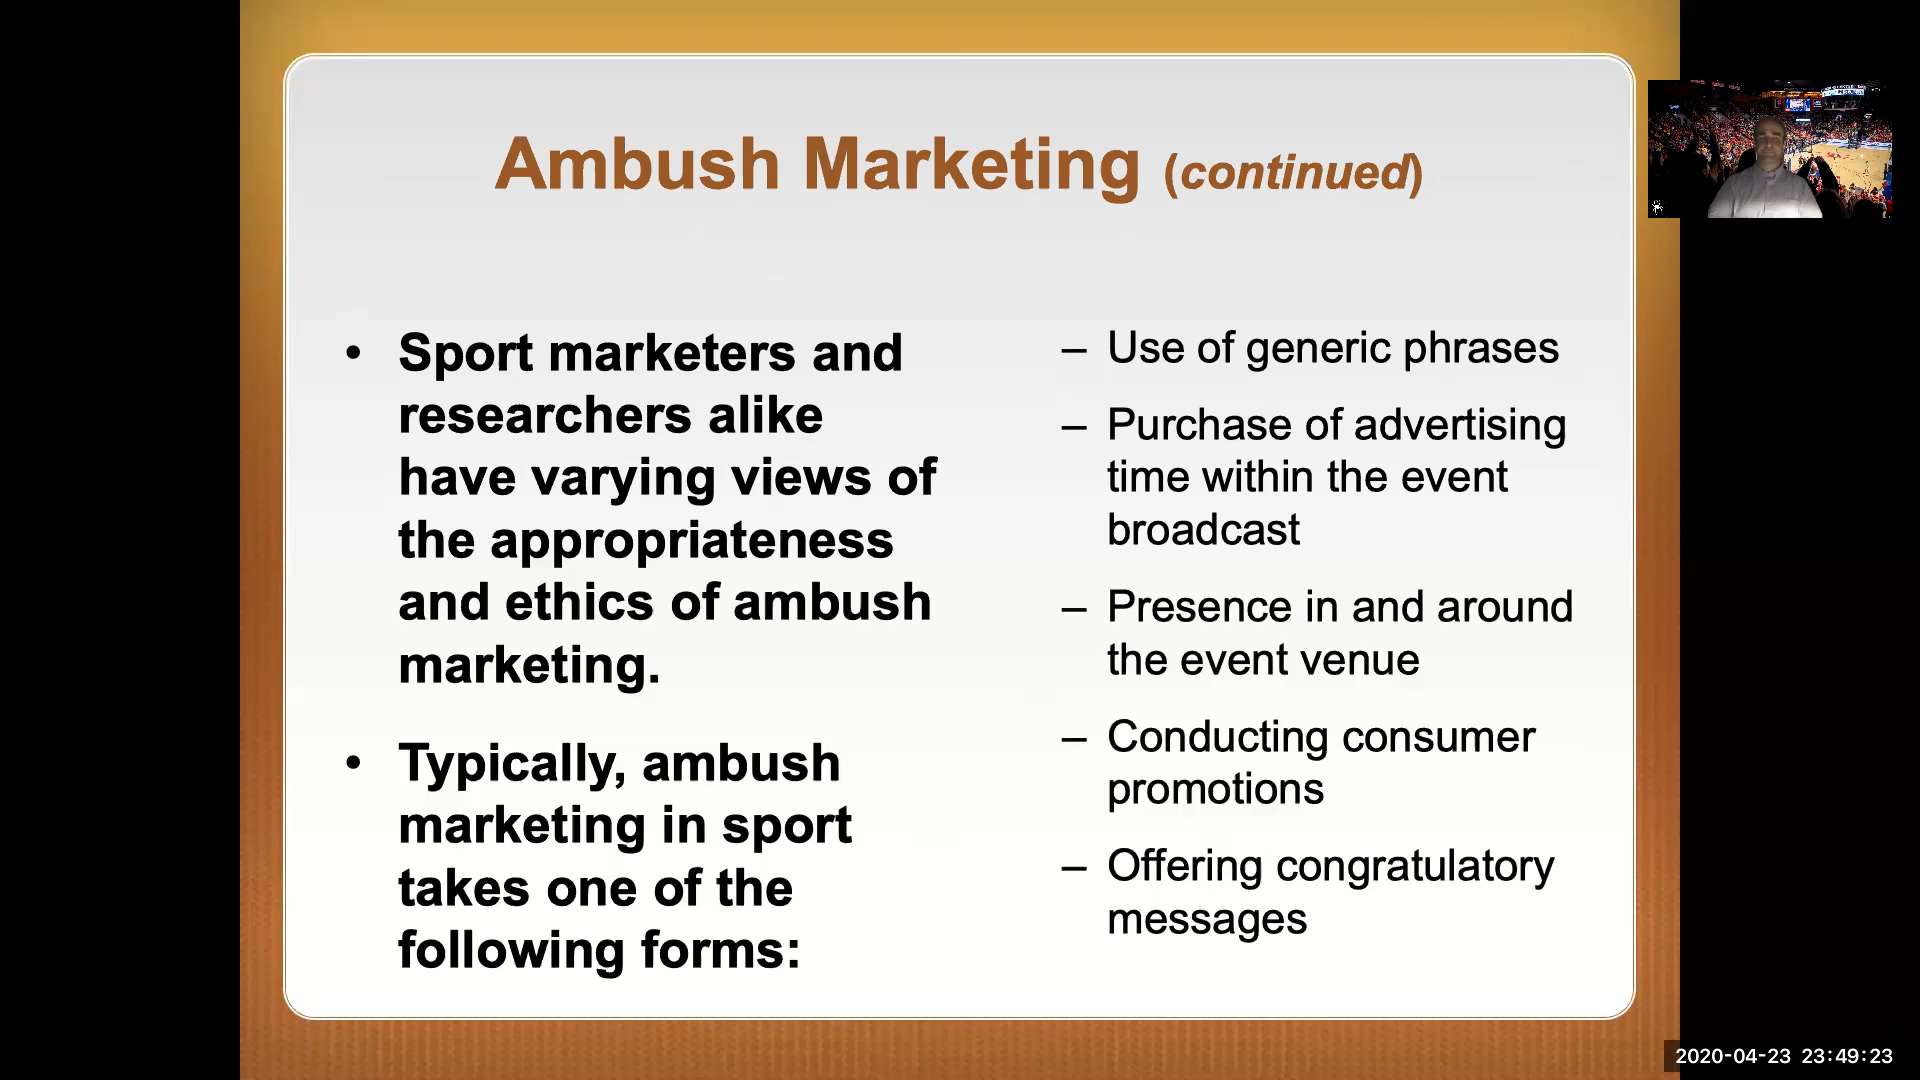 Ambush Marketing (continued)
• Sport marketers and
researchers alike
have varying views of
the appropriateness
and ethics of ambush
marketing.
• Typically, ambush
marketing in sport
takes one of the
following forms:
– Use of generic phrases
– Purchase of advertising
time within the event
broadcast
– Presence in and around
the event venue
– Conducting consumer
promotions
– Offering congratulatory
messages
2020-04-23 23:49:23